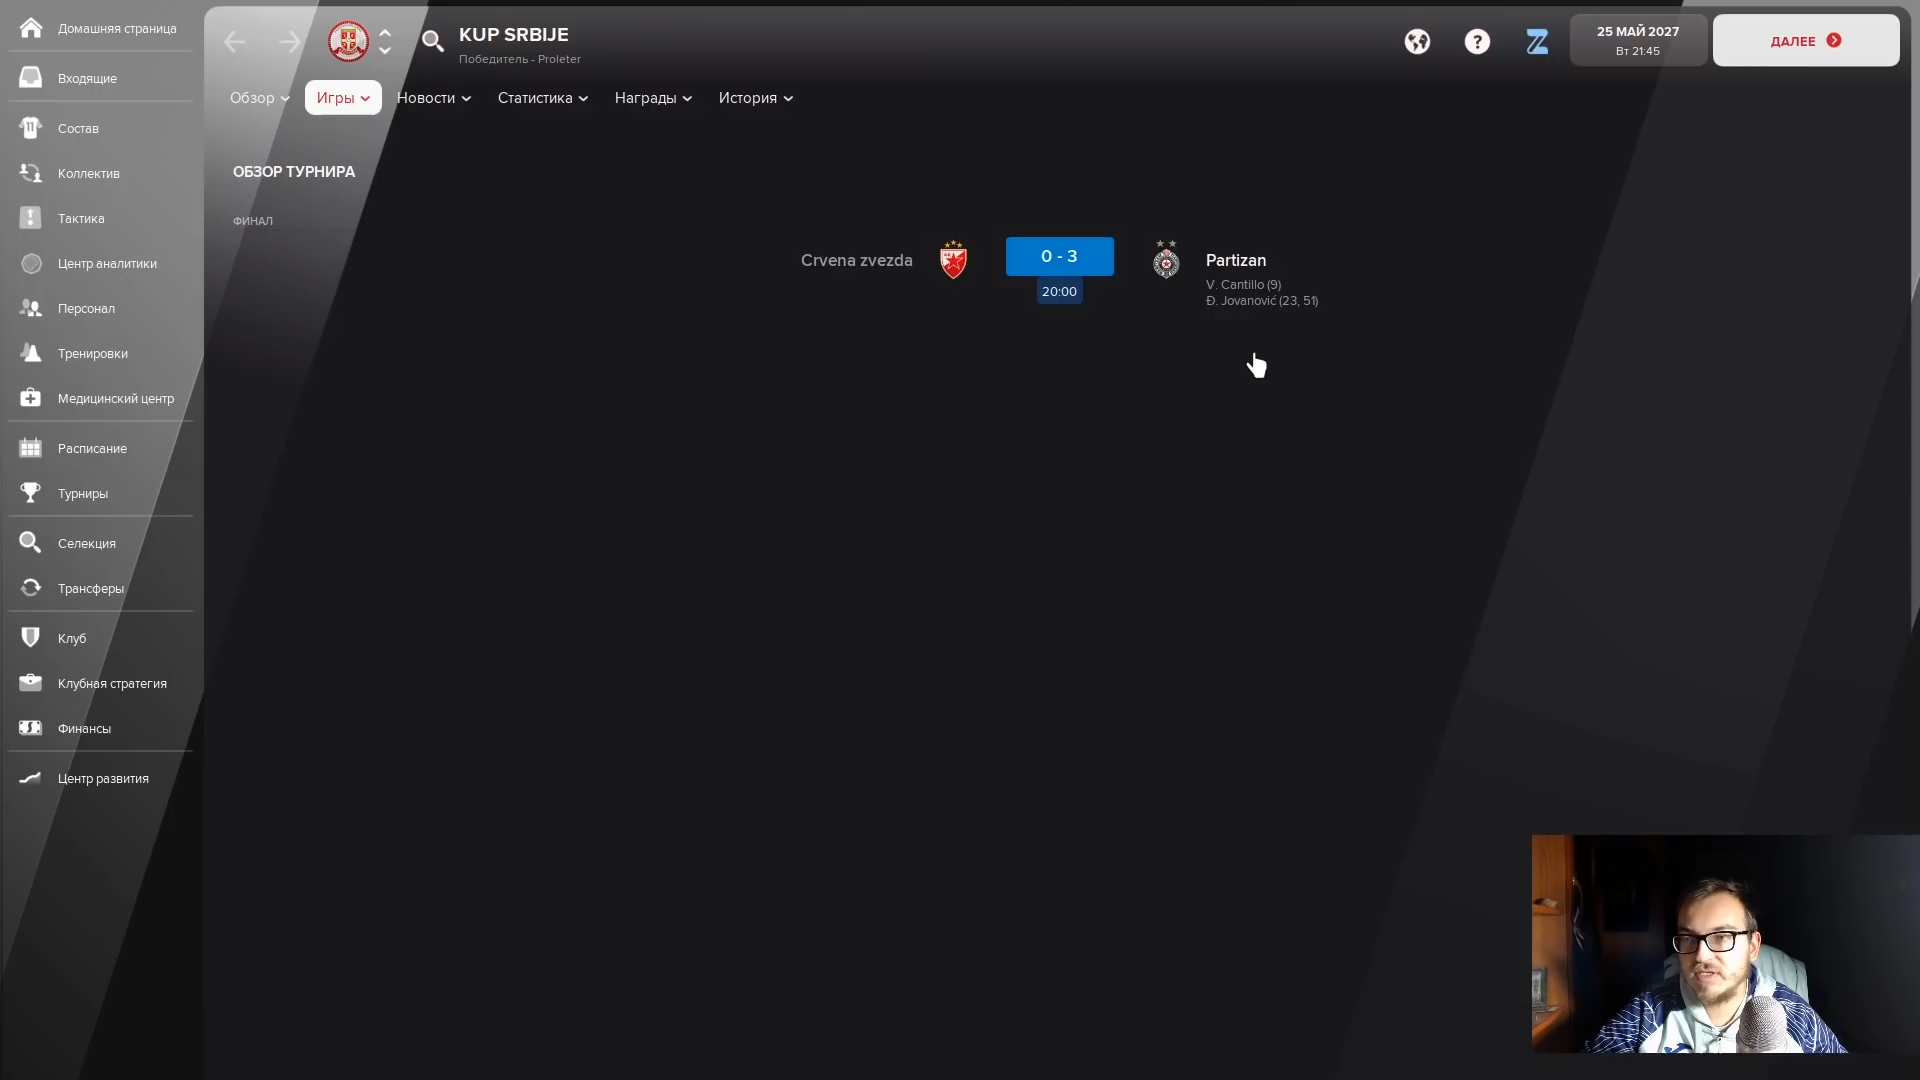 Домашняя страница
Входящие
Состав
Коллектив
Тактика
Центр аналитики
Персонал
Тренировки
Медицинский центр
Расписание
Турниры
Селекция
Трансферы
Клуб
Клубная стратегия
Финансы
Центр развития
KUP SRBIJE
Победитель - Proleter
25 МАЙ 2027
Вт 21:45
ДАЛЕЕ
Обзор
Игры
Новости
Статистика
Награды
История
ОБЗОР ТУРНИРА
ФИНАЛ
Crvena zvezda
0 - 3
20:00
Partizan
V. Cantillo (9)
Đ. Jovanović (23, 51)